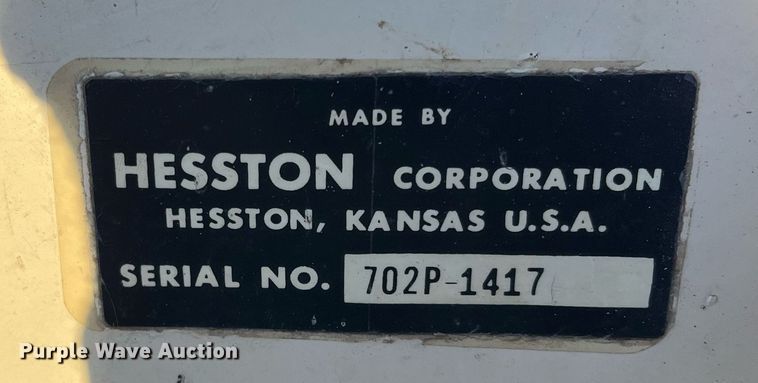 MADE BY
HESSTON CORPORATION
HESSTON, KANSAS U.S.A.
SERIAL NO. 702P-1417
Purple Wave Auction